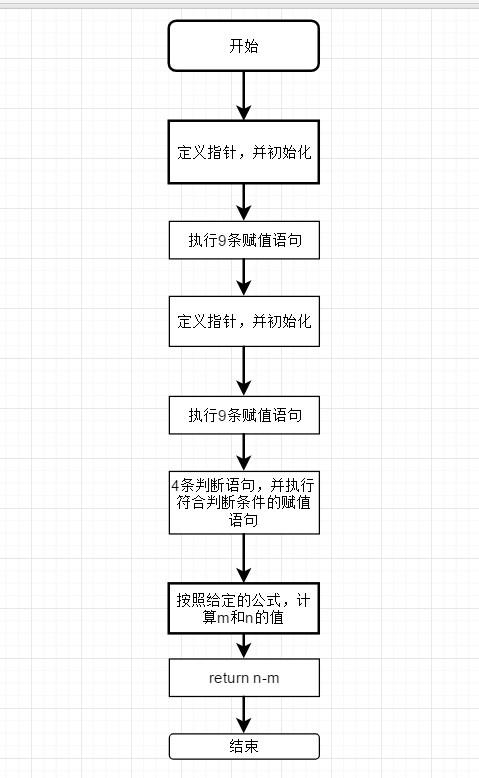 开始
定义指针，并初始化
执行9条赋值语句
定义指针，并初始化
执行9条赋值语句
4条判断语句，并执行
符合判断条件的赋值
语句
按照给定的公式，计
算m和n的值
return n-m
结束